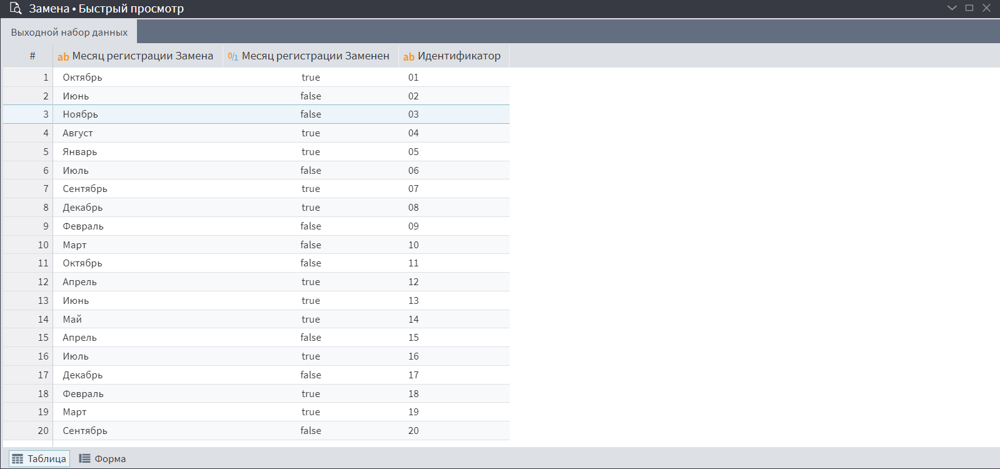 Замена • Быстрый просмотр
Выходной набор данных
# ab Месяц регистрации Замена 0/1 Месяц регистрации Заменен ab Идентификатор
1 Октябрь true 01
2 Июнь false 02
3 Ноябрь false 03
4 Август true 04
5 Январь true 05
6 Июль false 06
7 Сентябрь true 07
8 Декабрь true 08
9 Февраль false 09
10 Март false 10
11 Октябрь false 11
12 Апрель true 12
13 Июнь true 13
14 Май true 14
15 Апрель false 15
16 Июль true 16
17 Декабрь false 17
18 Февраль true 18
19 Март true 19
20 Сентябрь false 20
Таблица Форма